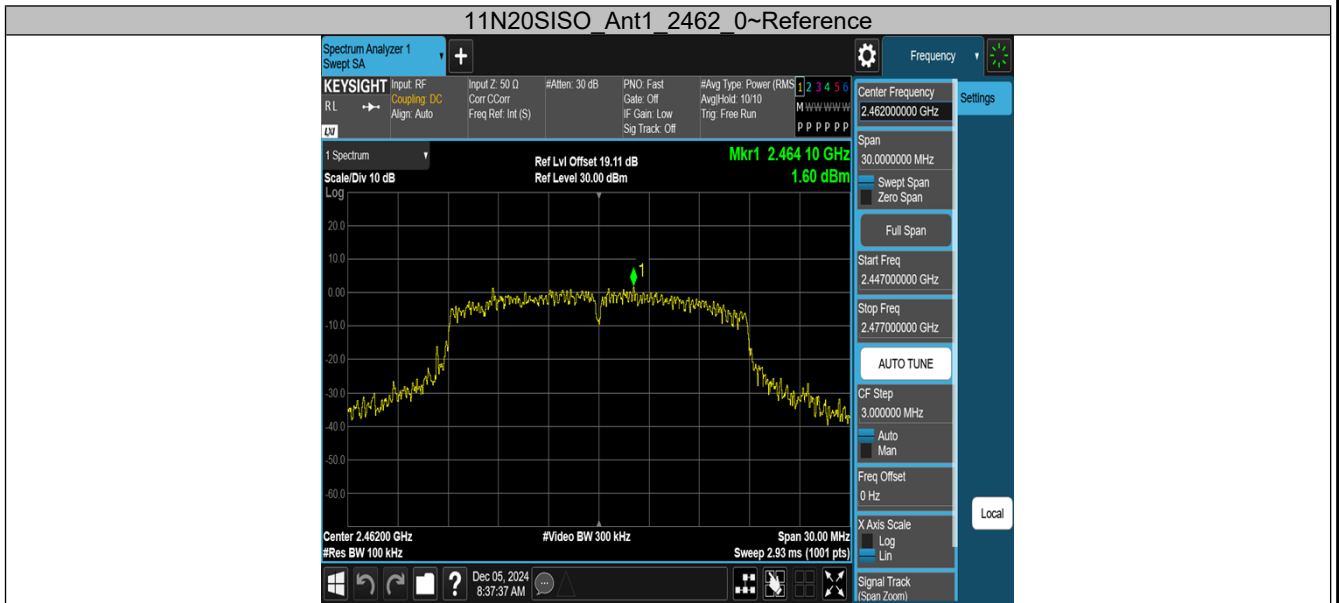 11N20SISO_Ant1_2462_0~Reference
Spectrum Analyzer 1
Swept SA
+
Frequency
KEYSIGHT
RL
LXI
Input: RF
Coupling: DC
Align: Auto
Input Z: 50 Ω
Corr CCorr
Freq Ref: Int (S)
#Atten: 30 dB
PNO: Fast
Gate: Off
IF Gain: Low
Sig Track: Off
#Avg Type: Power (RMS
Avg|Hold: 10/10
Trig: Free Run
1 2 3 4 5 6
M W W W W W
P P P P P P
1 Spectrum
Scale/Div 10 dB
Log
Ref Lvl Offset 19.11 dB
Ref Level 30.00 dBm
Mkr1 2.464 10 GHz
1.60 dBm
20.0
10.0
0.00
-10.0
-20.0
-30.0
-40.0
-50.0
-60.0
1
Center 2.46200 GHz
#Res BW 100 kHz
#Video BW 300 kHz
Span 30.00 MHz
Sweep 2.93 ms (1001 pts)
Center Frequency
2.462000000 GHz
Span
30.0000000 MHz
Swept Span
Zero Span
Full Span
Start Freq
2.447000000 GHz
Stop Freq
2.477000000 GHz
AUTO TUNE
CF Step
3.000000 MHz
Auto
Man
Freq Offset
0 Hz
X Axis Scale
Log
Lin
Signal Track
(Span Zoom)
Settings
Local
?
Dec 05, 2024
8:37:37 AM